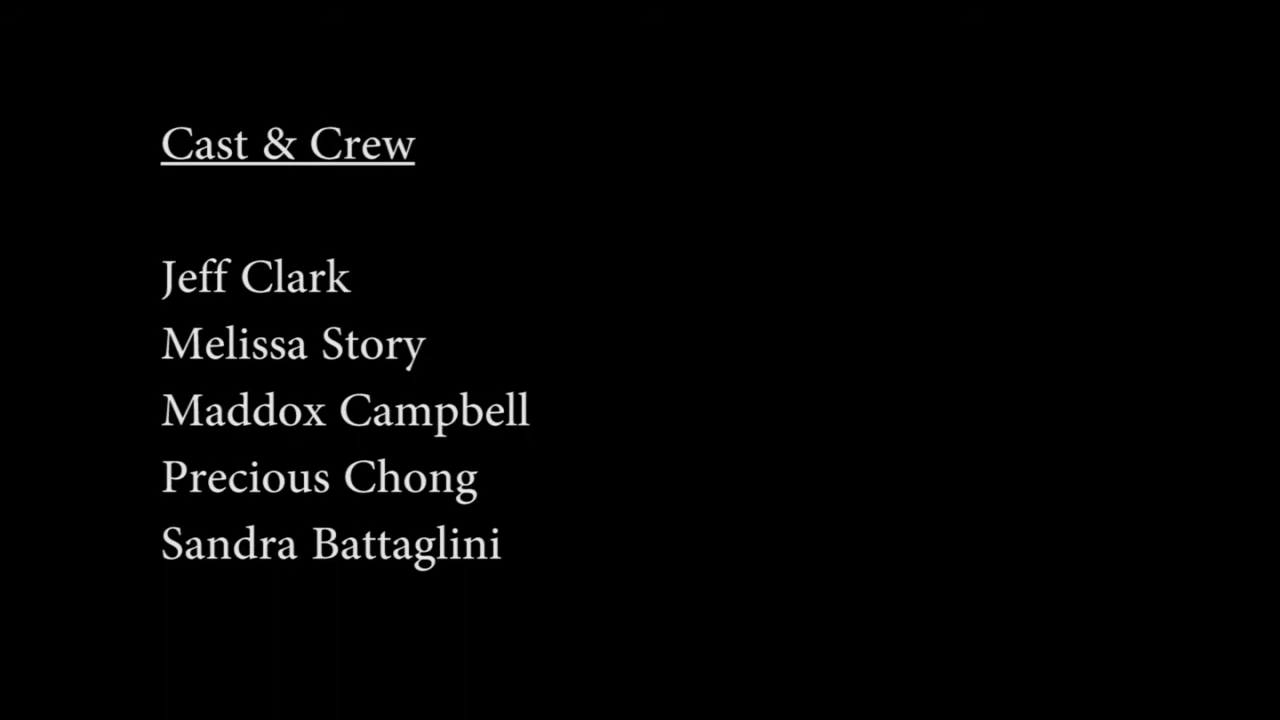 Cast & Crew
Jeff Clark
Melissa Story
Maddox Campbell
Precious Chong
Sandra Battaglini